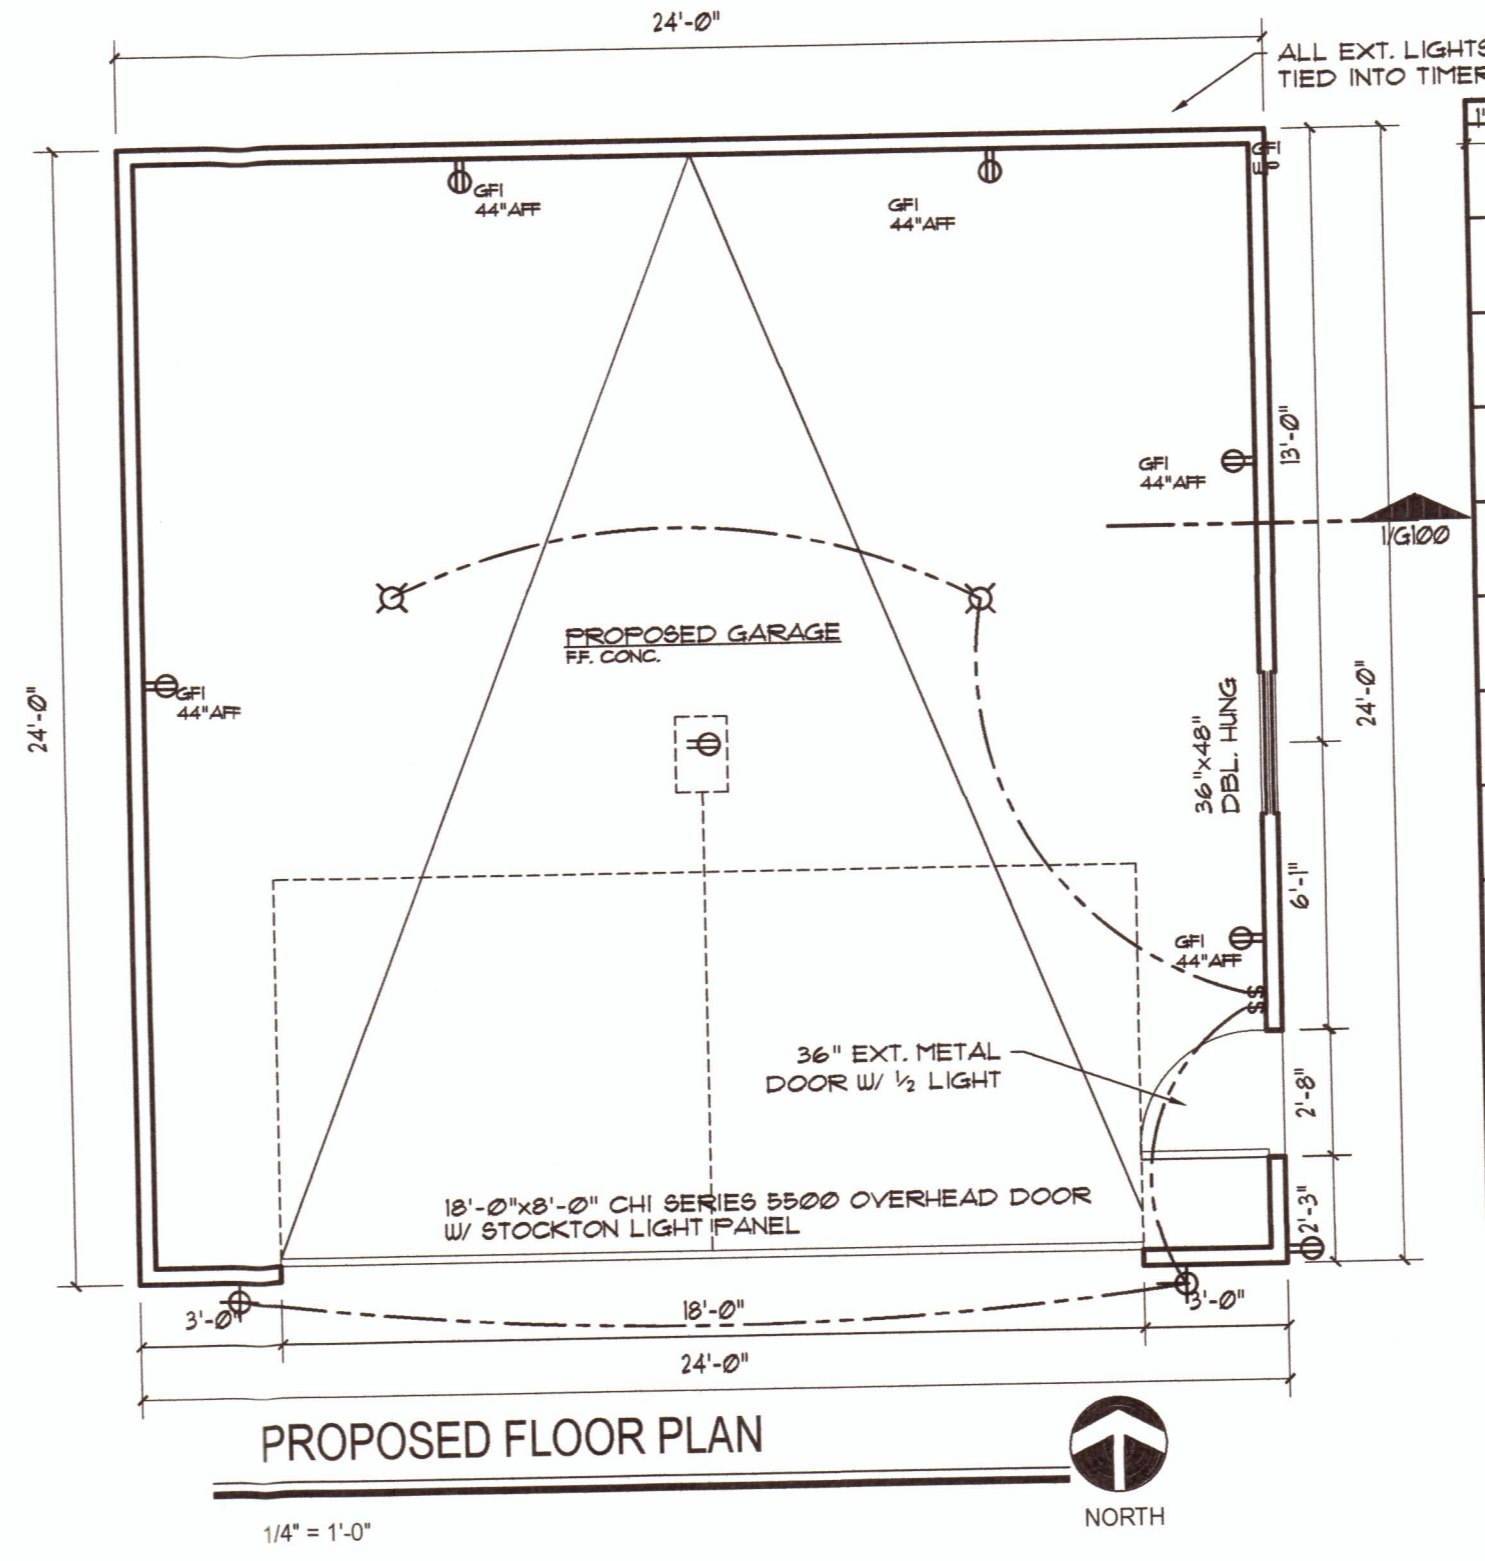 24'-0"
ALL EXT. LIGHTS
TIED INTO TIMER
GFI
44"AFF
GFI
44"AFF
GFI
WP
GFI
44"AFF
13'-0"
1/G100
PROPOSED GARAGE
F.F. CONC.
GFI
44"AFF
24'-0"
36"x48"
DBL. HUNG
24'-0"
6'-1"
GFI
44"AFF
S
S
36" EXT. METAL
DOOR W/ ½ LIGHT
2'-8"
18'-0"x8'-0" CHI SERIES 5500 OVERHEAD DOOR
W/ STOCKTON LIGHT PANEL
2'-3"
3'-0"
18'-0"
3'-0"
24'-0"
PROPOSED FLOOR PLAN
NORTH
1/4" = 1'-0"